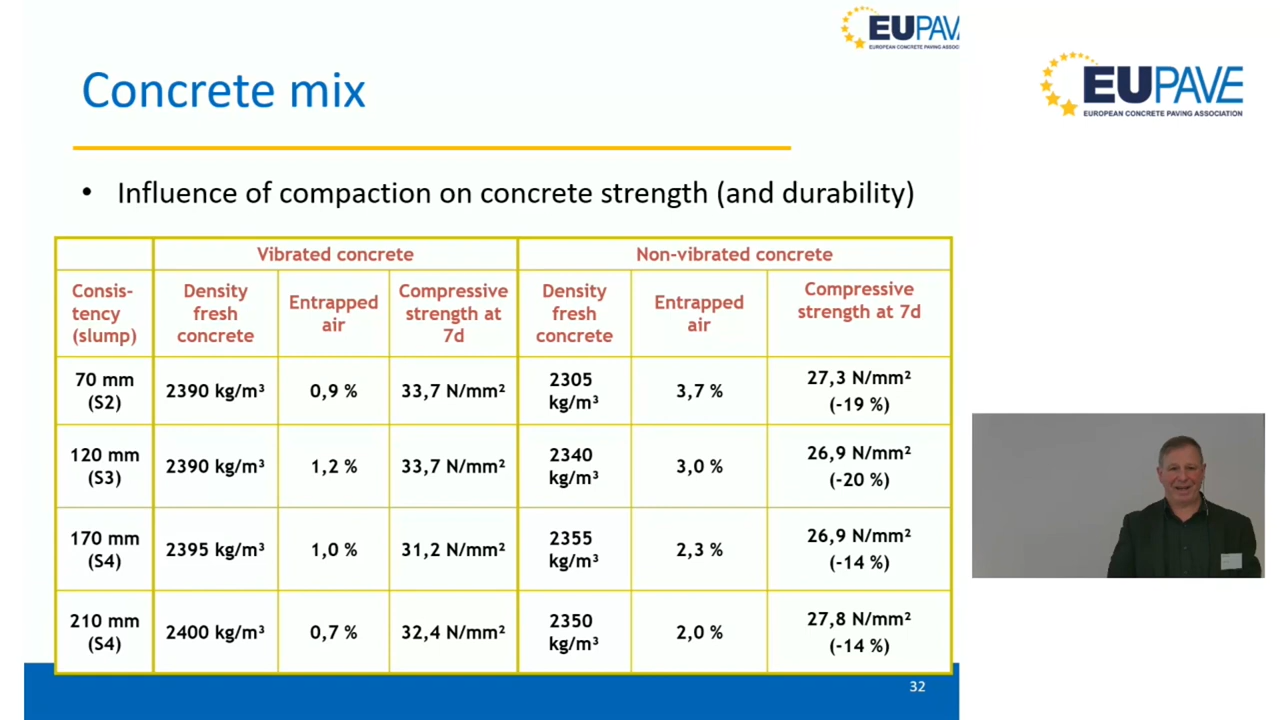 EUPAV
EUROPEAN CONCRETE PAVING ASSOC
EUPAVE
EUROPEAN CONCRETE PAVING ASSOCIATION
Concrete mix
• Influence of compaction on concrete strength (and durability)
Vibrated concrete Non-vibrated concrete
Consis-
tency
(slump)
Density
fresh
concrete
Entrapped
air
Compressive
strength at
7d
Density
fresh
concrete
Entrapped
air
Compressive
strength at 7d
70 mm
(S2)
2390 kg/m³
0,9 %
33,7 N/mm²
2305
kg/m³
3,7 %
27,3 N/mm²
(-19 %)
120 mm
(S3)
2390 kg/m³
1,2 %
33,7 N/mm²
2340
kg/m³
3,0 %
26,9 N/mm²
(-20 %)
170 mm
(S4)
2395 kg/m³
1,0 %
31,2 N/mm²
2355
kg/m³
2,3 %
26,9 N/mm²
(-14 %)
210 mm
(S4)
2400 kg/m³
0,7 %
32,4 N/mm²
2350
kg/m³
2,0 %
27,8 N/mm²
(-14 %)
32